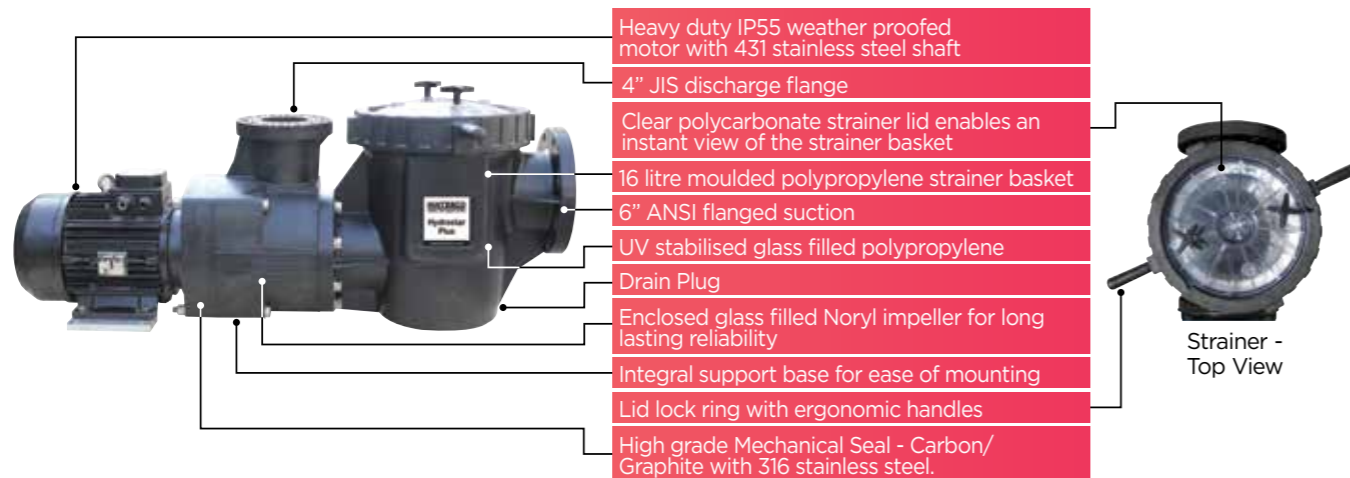 Heavy duty IP55 weather proofed
motor with 431 stainless steel shaft
4” JIS discharge flange
Clear polycarbonate strainer lid enables an
instant view of the strainer basket
16 litre moulded polypropylene strainer basket
6” ANSI flanged suction
UV stabilised glass filled polypropylene
Drain Plug
Enclosed glass filled Noryl impeller for long
lasting reliability
Integral support base for ease of mounting
Lid lock ring with ergonomic handles
High grade Mechanical Seal - Carbon/
Graphite with 316 stainless steel.
Strainer -
Top View
Hydrostar
Plus